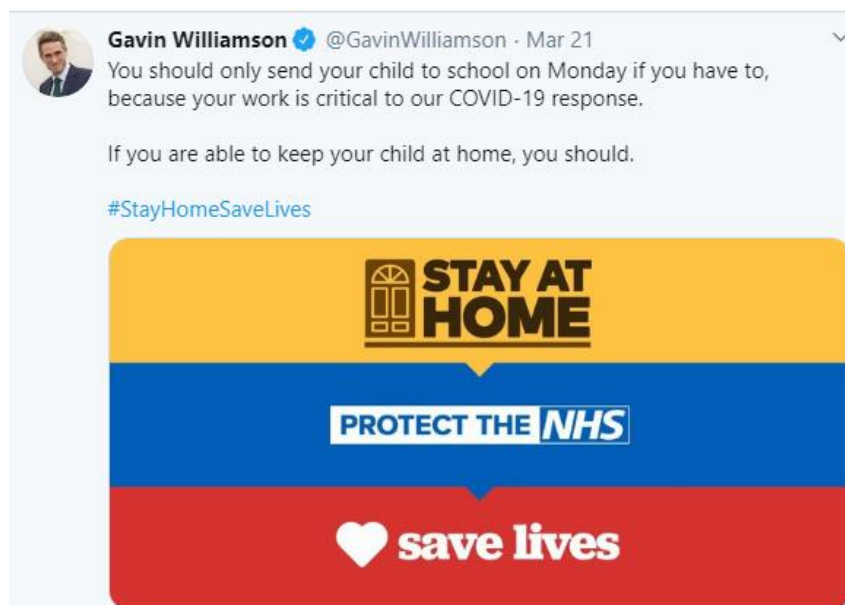 Gavin Williamson @GavinWilliamson · Mar 21
You should only send your child to school on Monday if you have to,
because your work is critical to our COVID-19 response.
If you are able to keep your child at home, you should.
#StayHomeSaveLives
STAY AT
HOME
PROTECT THE NHS
save lives